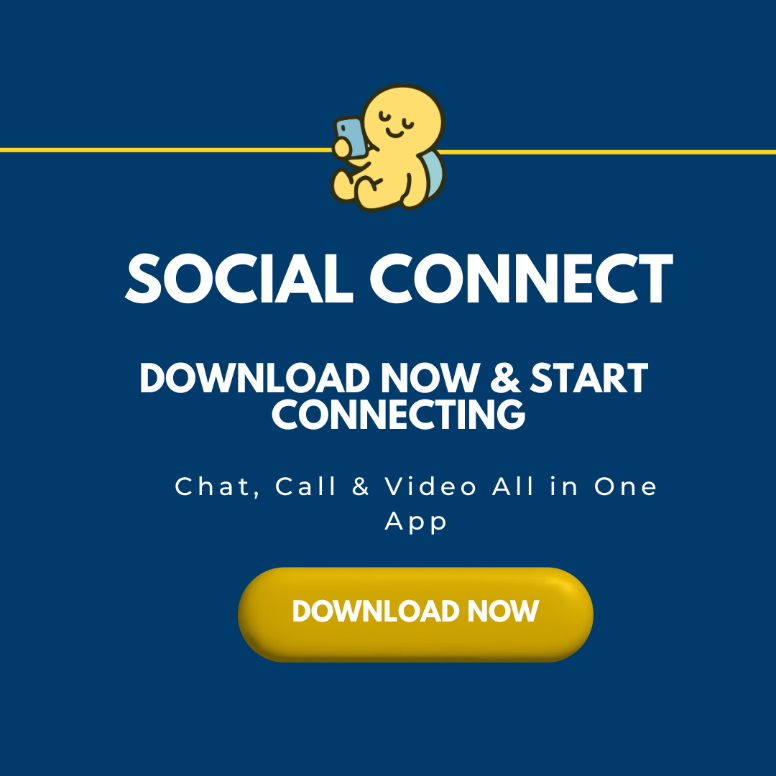 SOCIAL CONNECT
DOWNLOAD NOW & START
CONNECTING
Chat, Call & Video All in One
App
DOWNLOAD NOW